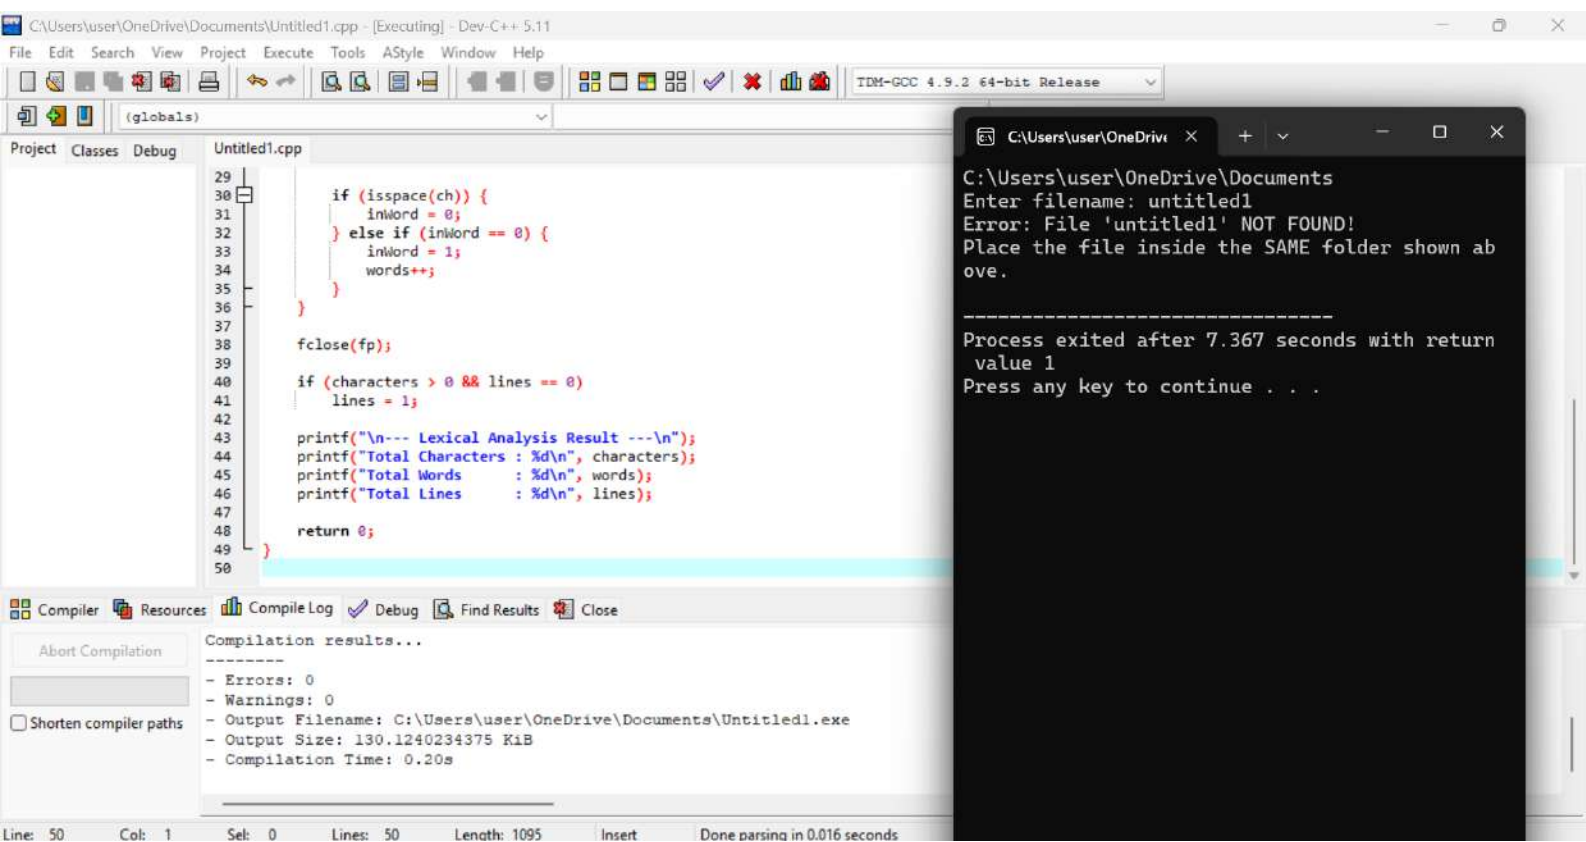 C:\Users\user\OneDrive\Documents\Untitled1.cpp - [Executing] - Dev-C++ 5.11
File Edit Search View Project Execute Tools AStyle Window Help
TDM-GCC 4.9.2 64-bit Release
(globals)
Project Classes Debug
Untitled1.cpp
29
30 if (isspace(ch)) {
31 inWord = 0;
32 } else if (inWord == 0) {
33 inWord = 1;
34 words++;
35 }
36 }
37
38 fclose(fp);
39
40 if (characters > 0 && lines == 0)
41 lines = 1;
42
43 printf("\n--- Lexical Analysis Result ---\n");
44 printf("Total Characters : %d\n", characters);
45 printf("Total Words      : %d\n", words);
46 printf("Total Lines      : %d\n", lines);
47
48 return 0;
49 }
50
C:\Users\user\OneDrive
C:\Users\user\OneDrive\Documents
Enter filename: untitled1
Error: File 'untitled1' NOT FOUND!
Place the file inside the SAME folder shown ab
ove.
--------------------------------
Process exited after 7.367 seconds with return
value 1
Press any key to continue . . .
Compiler Resources Compile Log Debug Find Results Close
Abort Compilation
Shorten compiler paths
Compilation results...
--------
- Errors: 0
- Warnings: 0
- Output Filename: C:\Users\user\OneDrive\Documents\Untitled1.exe
- Output Size: 130.1240234375 KiB
- Compilation Time: 0.20s
Line: 50 Col: 1 Sel: 0 Lines: 50 Length: 1095 Insert Done parsing in 0.016 seconds